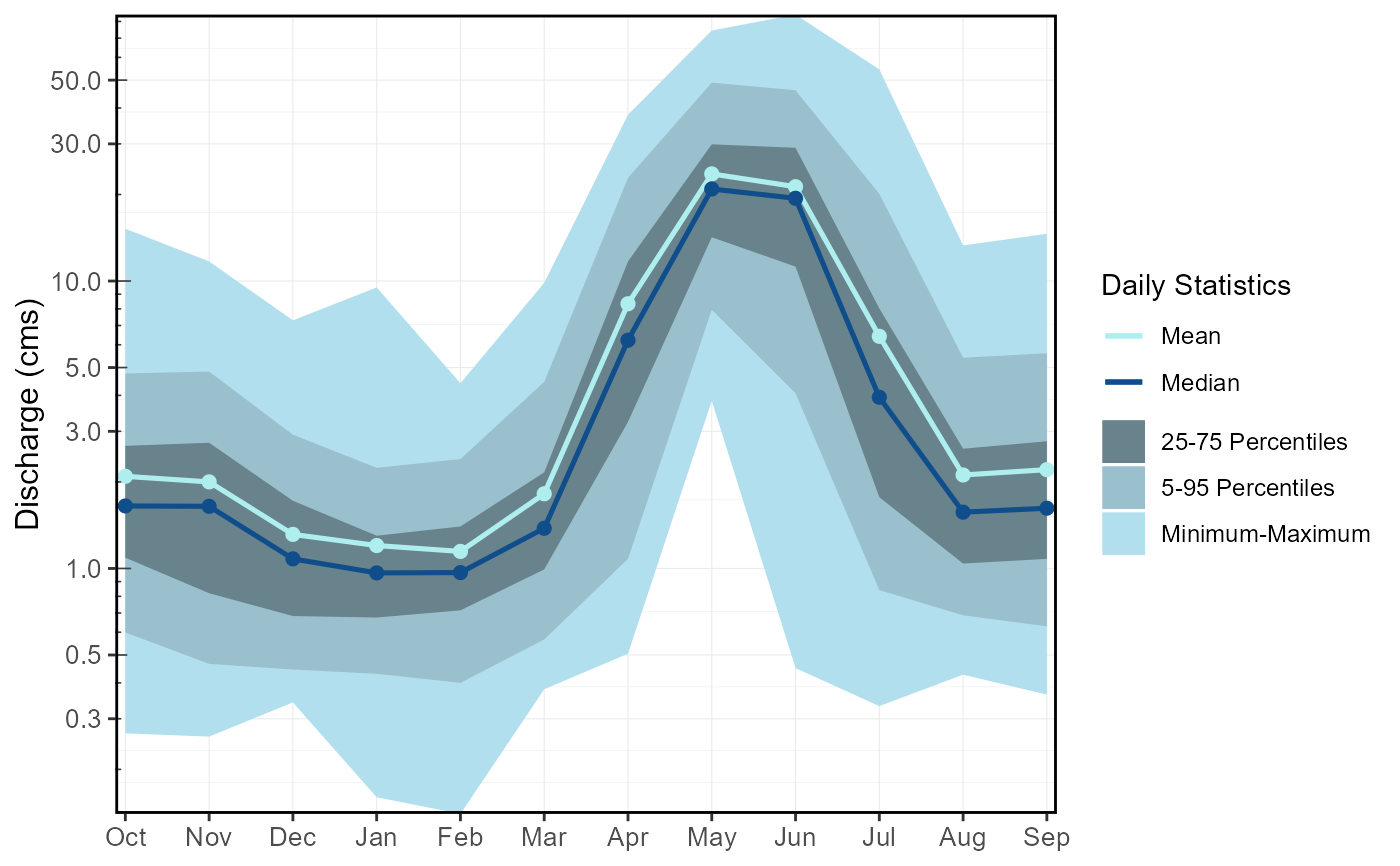 Discharge (cms)
50.0
30.0
10.0
5.0
3.0
1.0
0.5
0.3
Oct Nov Dec Jan Feb Mar Apr May Jun Jul Aug Sep
Daily Statistics
Mean
Median
25-75 Percentiles
5-95 Percentiles
Minimum-Maximum